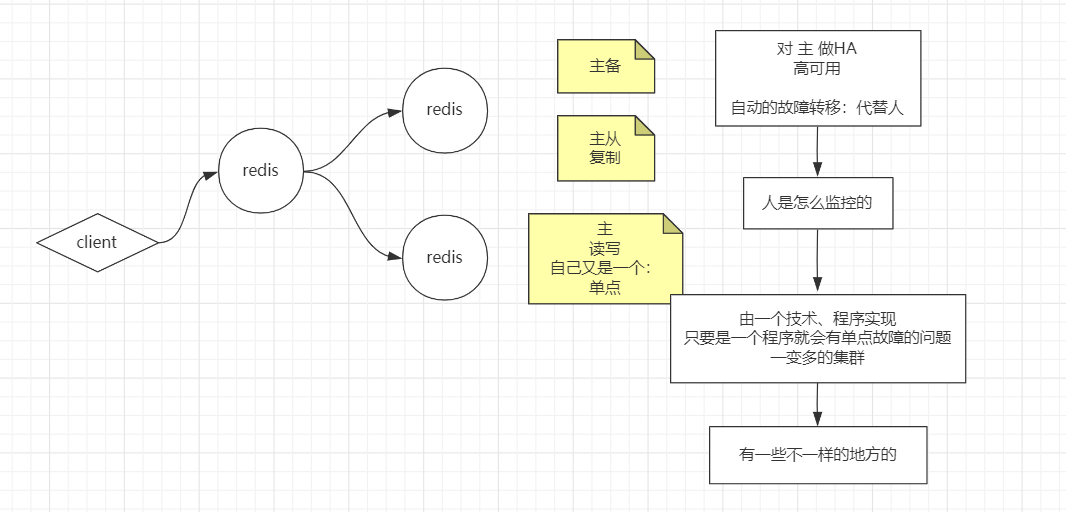 client
redis
redis
redis
主备
主从
复制
主
读写
自己又是一个：
单点
对 主 做HA
高可用
自动的故障转移：代替人
人是怎么监控的
由一个技术、程序实现
只要是一个程序就会有单点故障的问题
一变多的集群
有一些不一样的地方的